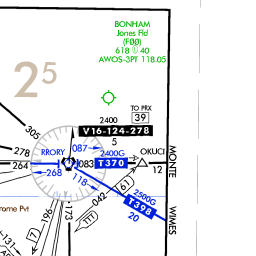 BONHAM
Jones Fld
(F00)
618 Ⓛ 40
AWOS-3PT 118.05
2 5
TO PRX
39
2400
V16-124-278
5
305
RRORY
087
2400G
OKUCI
278
264
083
T370
12
MONTE
268
118
61
2500G
T398
20
042
WIMES
196
173
rome Pvt
7
131